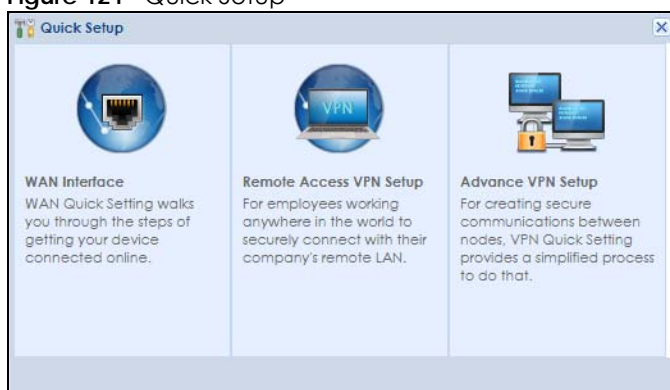 Quick Setup
WAN Interface
WAN Quick Setting walks
you through the steps of
getting your device
connected online.
VPN
Remote Access VPN Setup
For employees working
anywhere in the world to
securely connect with their
company's remote LAN.
Advance VPN Setup
For creating secure
communications between
nodes, VPN Quick Setting
provides a simplified process
to do that.